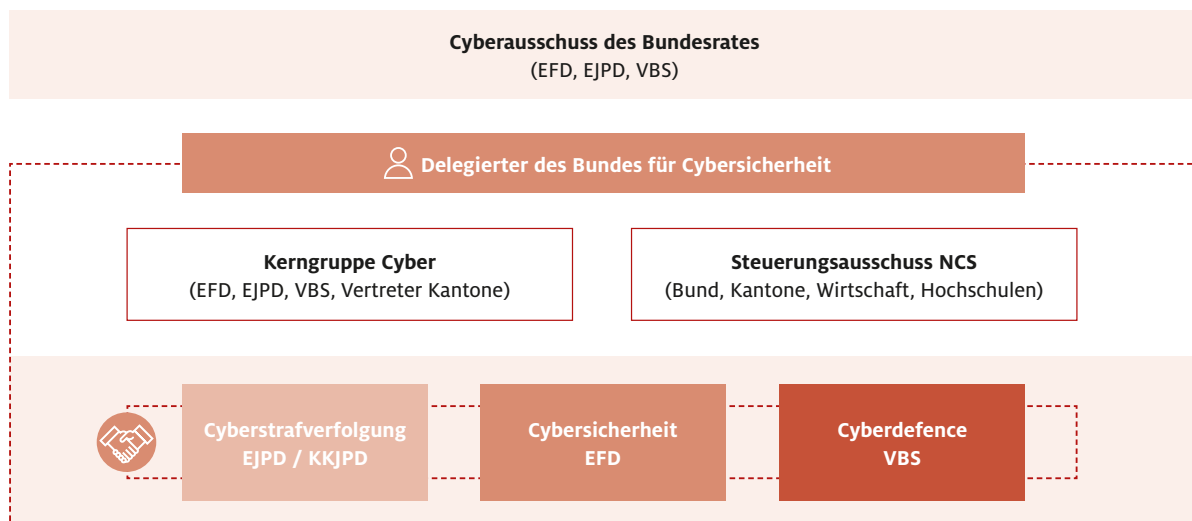 Cyberausschuss des Bundesrates
(EFD, EJPD, VBS)
Delegierter des Bundes für Cybersicherheit
Kerngruppe Cyber
(EFD, EJPD, VBS, Vertreter Kantone)
Steuerungsausschuss NCS
(Bund, Kantone, Wirtschaft, Hochschulen)
Cyberstrafverfolgung
EJPD / KKJPD
Cybersicherheit
EFD
Cyberdefence
VBS